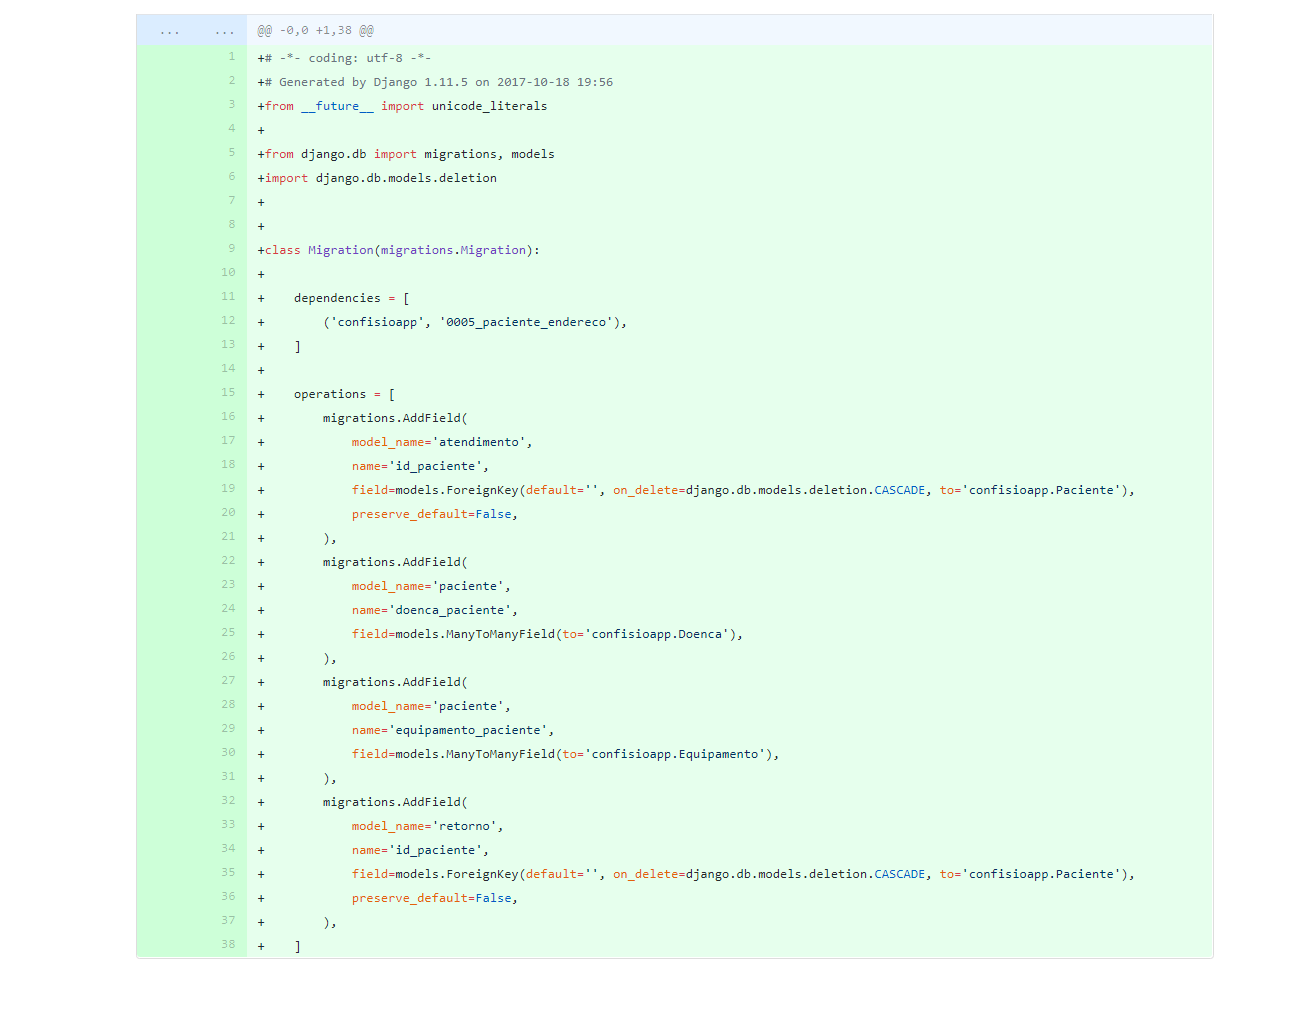 ... ... @@ -0,0 +1,38 @@
1 +# -*- coding: utf-8 -*-
2 +# Generated by Django 1.11.5 on 2017-10-18 19:56
3 +from __future__ import unicode_literals
4 +
5 +from django.db import migrations, models
6 +import django.db.models.deletion
7 +
8 +
9 +class Migration(migrations.Migration):
10 +
11 +    dependencies = [
12 +        ('confisioapp', '0005_paciente_endereco'),
13 +    ]
14 +
15 +    operations = [
16 +        migrations.AddField(
17 +            model_name='atendimento',
18 +            name='id_paciente',
19 +            field=models.ForeignKey(default='', on_delete=django.db.models.deletion.CASCADE, to='confisioapp.Paciente'),
20 +            preserve_default=False,
21 +        ),
22 +        migrations.AddField(
23 +            model_name='paciente',
24 +            name='doenca_paciente',
25 +            field=models.ManyToManyField(to='confisioapp.Doenca'),
26 +        ),
27 +        migrations.AddField(
28 +            model_name='paciente',
29 +            name='equipamento_paciente',
30 +            field=models.ManyToManyField(to='confisioapp.Equipamento'),
31 +        ),
32 +        migrations.AddField(
33 +            model_name='retorno',
34 +            name='id_paciente',
35 +            field=models.ForeignKey(default='', on_delete=django.db.models.deletion.CASCADE, to='confisioapp.Paciente'),
36 +            preserve_default=False,
37 +        ),
38 +    ]